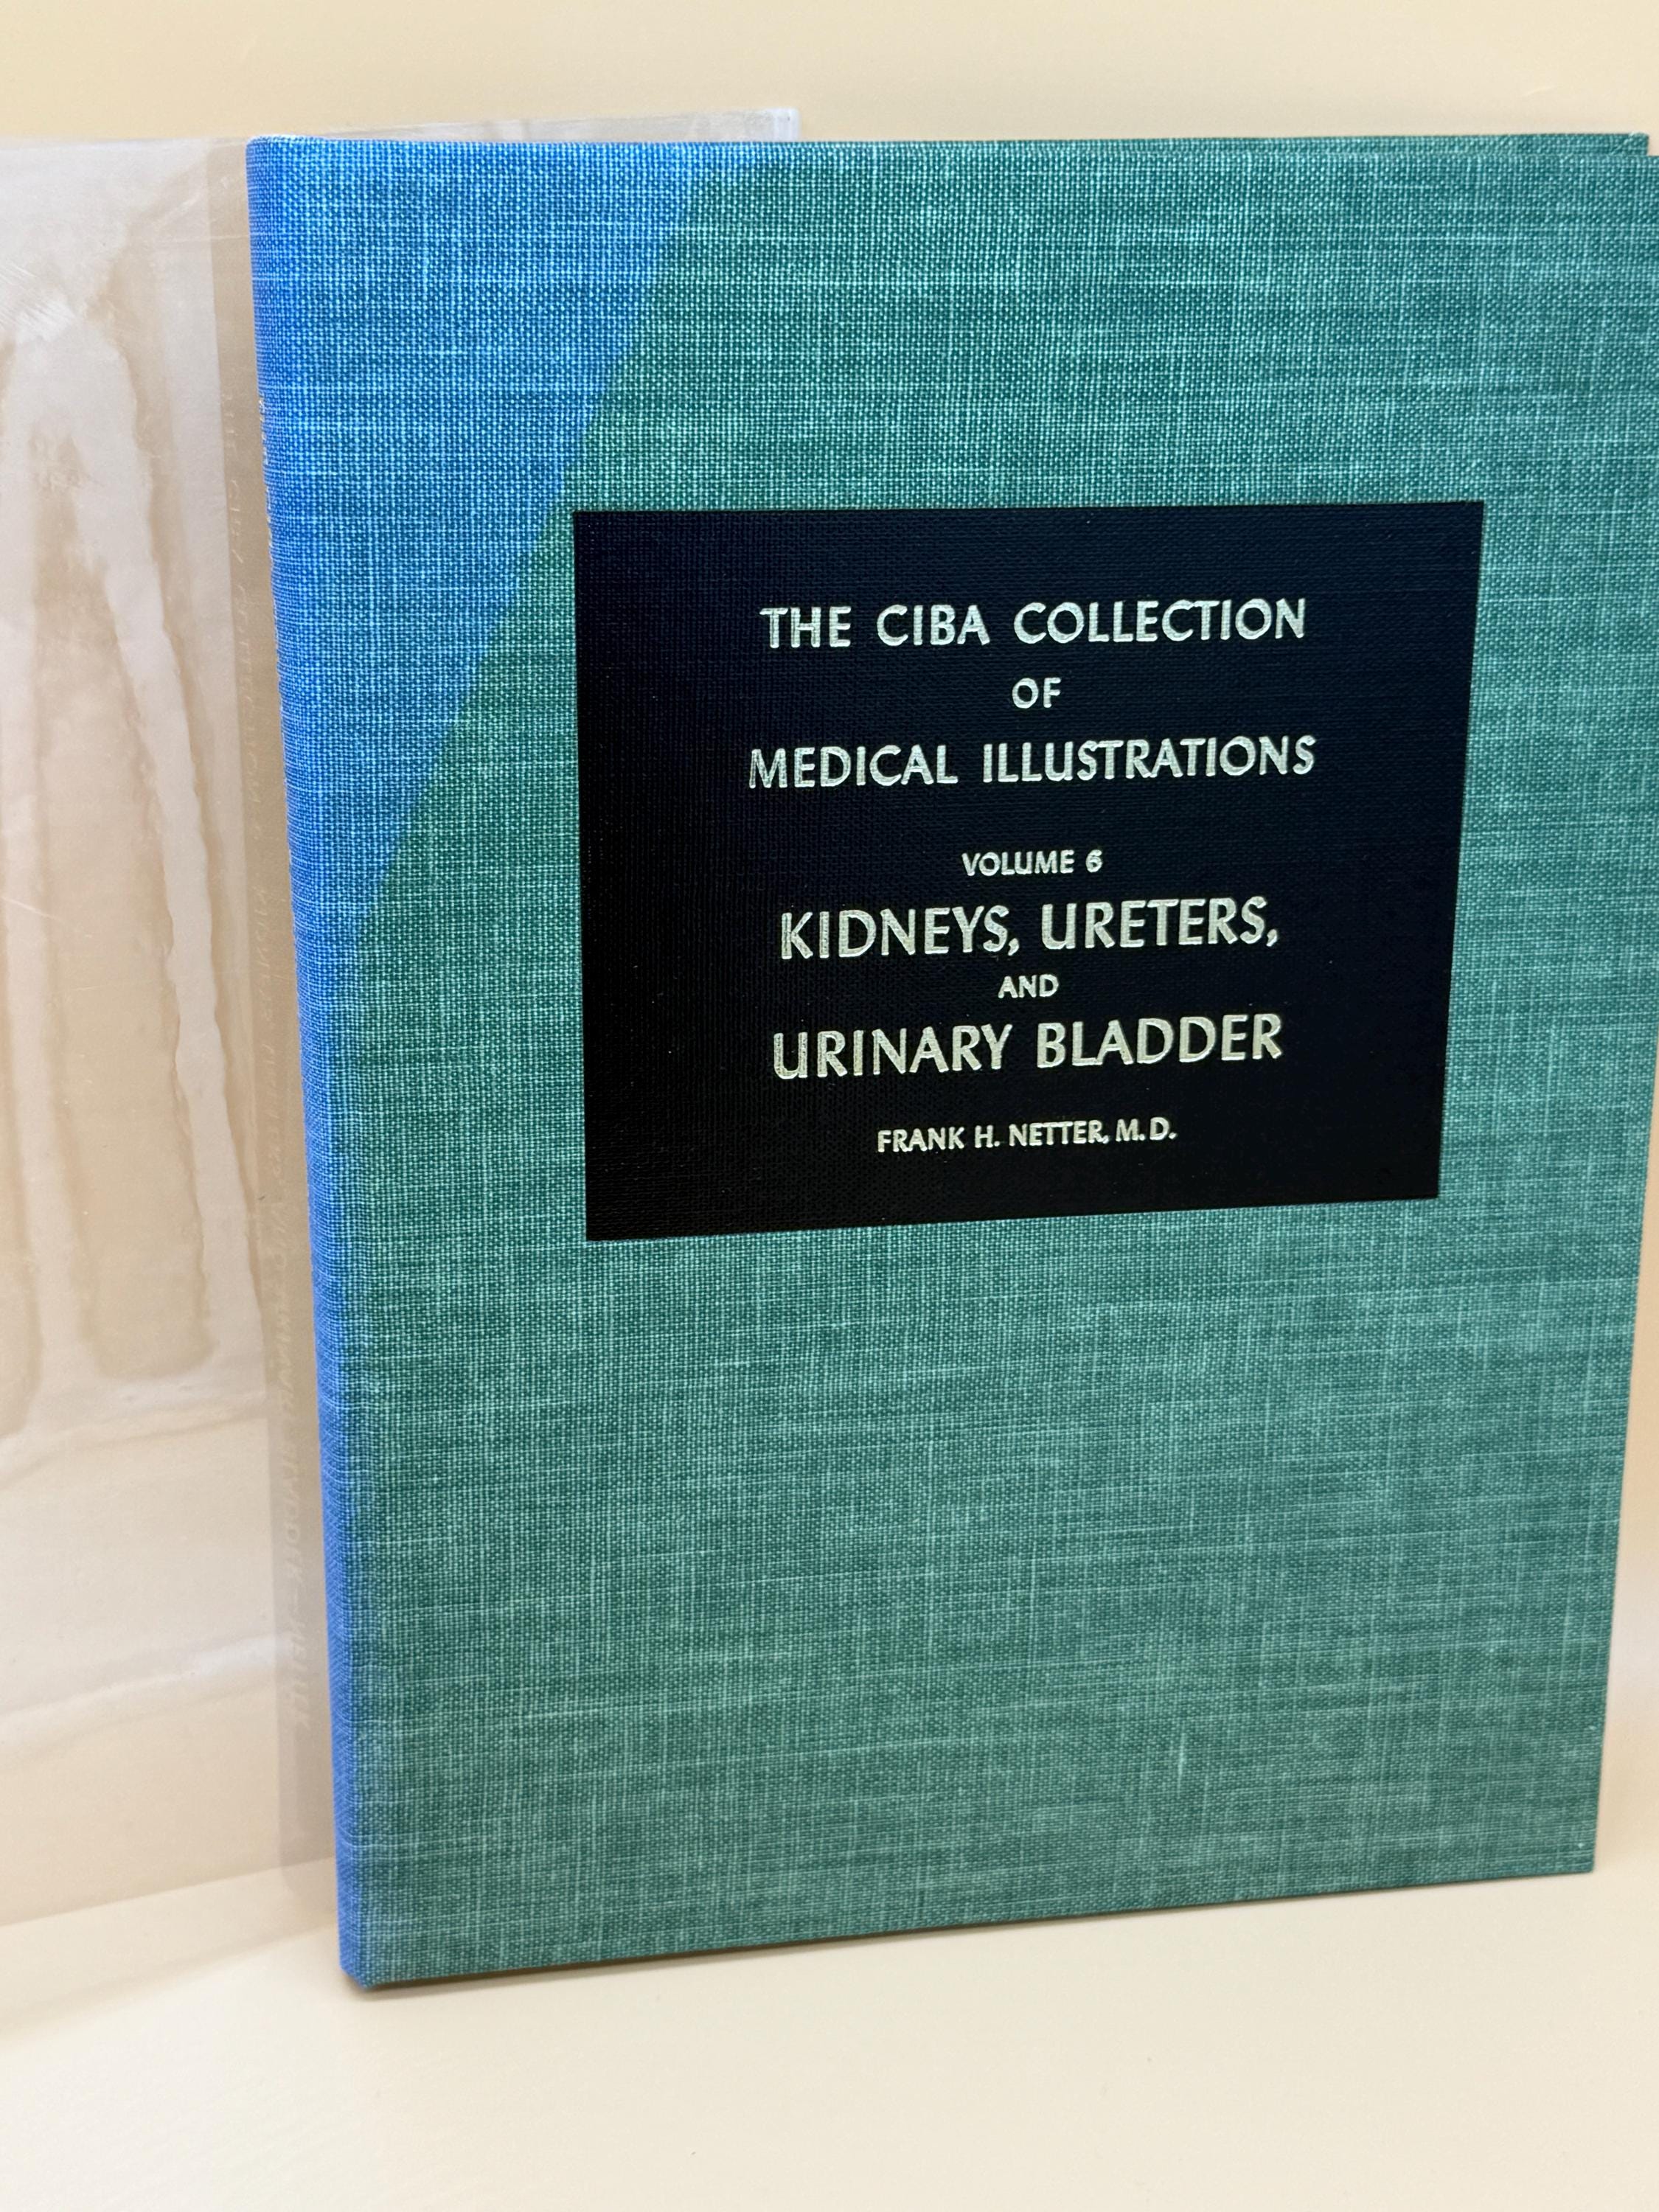 THE CIBA COLLECTION
OF
MEDICAL ILLUSTRATIONS
VOLUME 6
KIDNEYS, URETERS,
AND
URINARY BLADDER
FRANK H. NETTER, M.D.